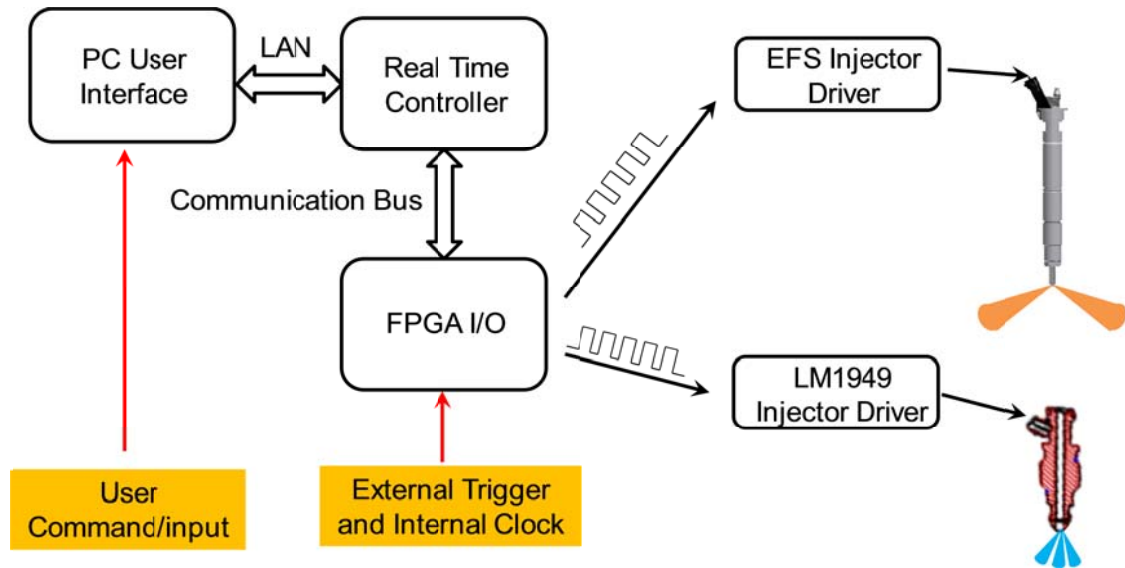 PC User
Interface
LAN
Real Time
Controller
EFS Injector
Driver
Communication Bus
FPGA I/O
LM1949
Injector Driver
User
Command/input
External Trigger
and Internal Clock